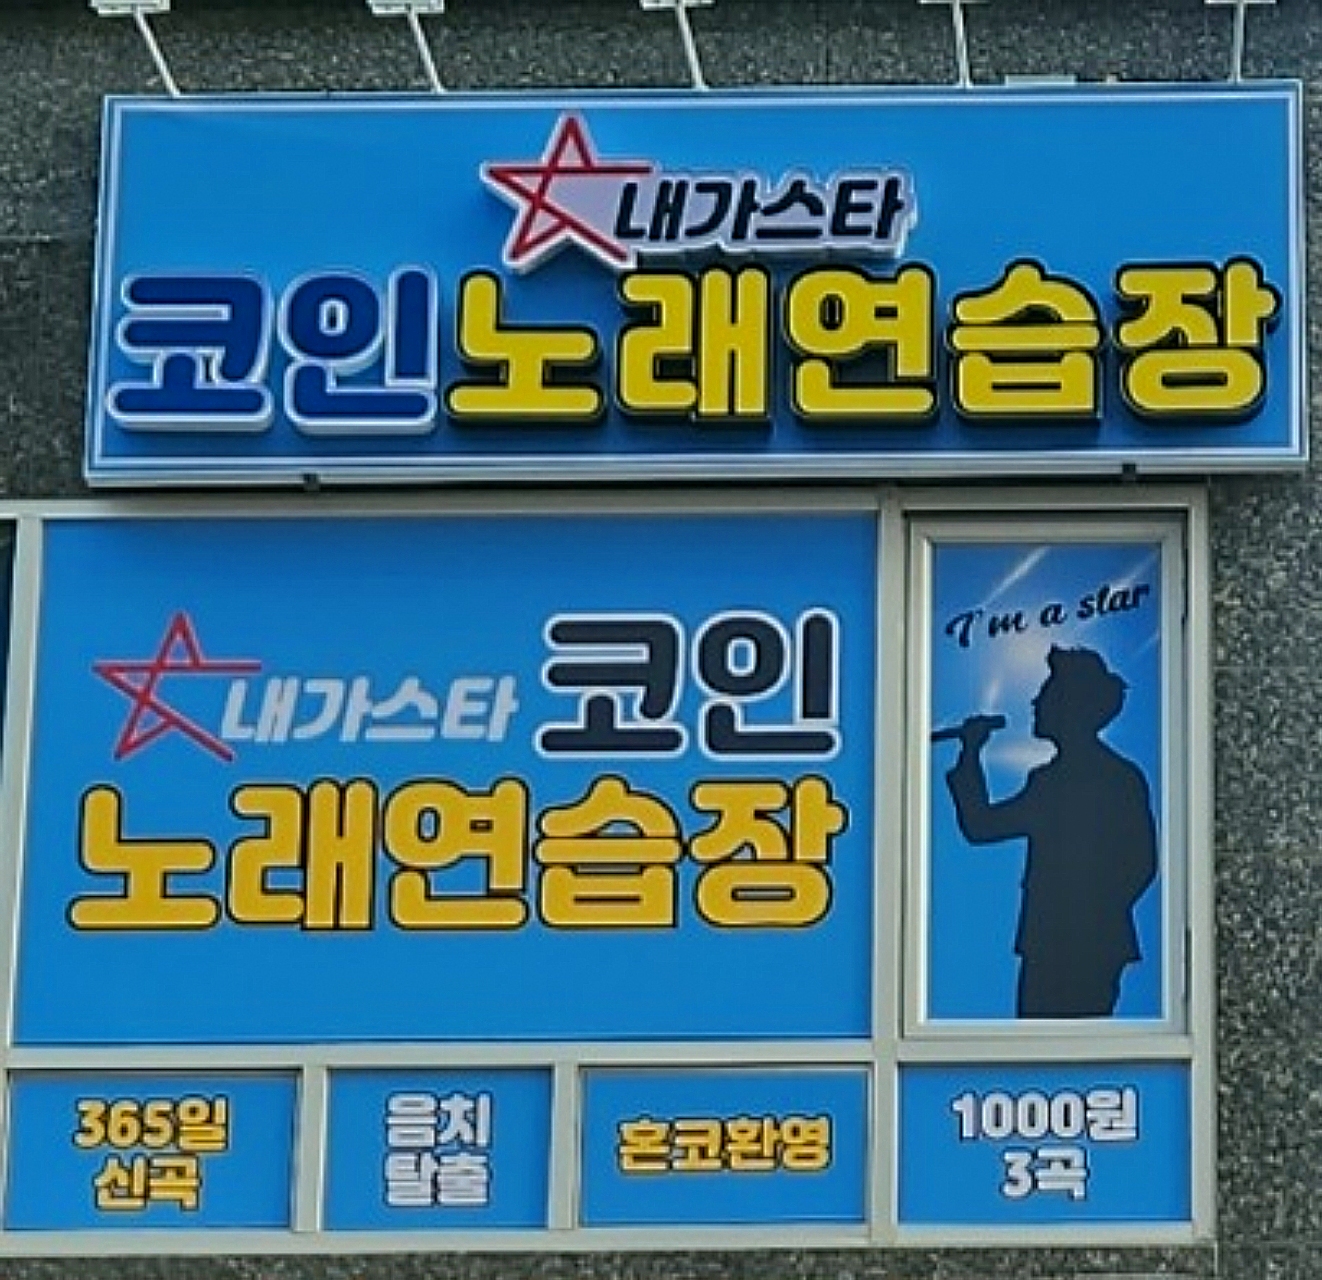 내가스타
코인노래연습장
내가스타 코인
노래연습장
I'm a star
365일
신곡
음치
탈출
혼코환영
1000원
3곡